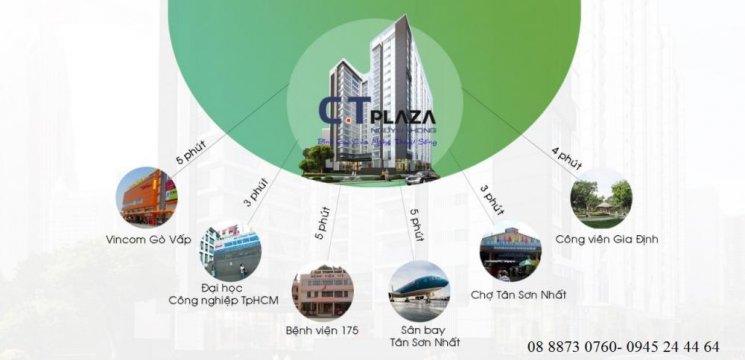 C.T PLAZA
NGUYÊN HỒNG
5 phút
3 phút
5 phút
5 phút
3 phút
4 phút
Vincom Gò Vấp
Đại học
Công nghiệp TpHCM
Bệnh viện 175
Sân bay
Tân Sơn Nhất
Chợ Tân Sơn Nhất
Công viên Gia Định
08 8873 0760- 0945 24 44 64